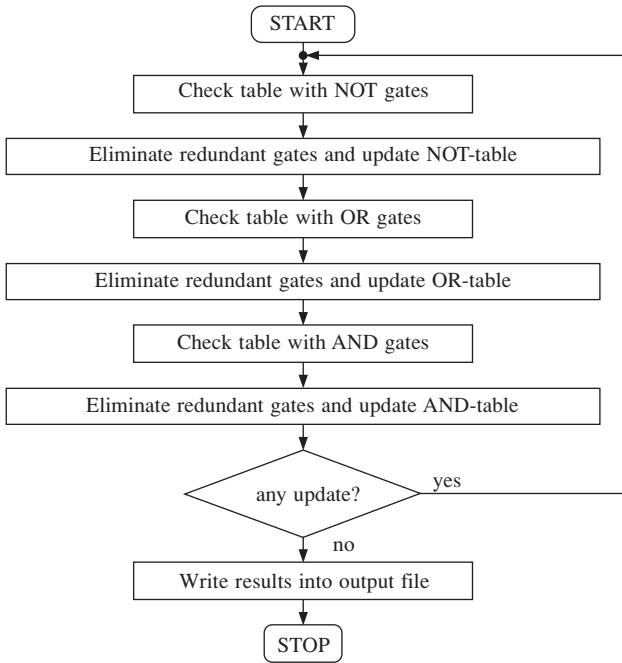 START
Check table with NOT gates
Eliminate redundant gates and update NOT-table
Check table with OR gates
Eliminate redundant gates and update OR-table
Check table with AND gates
Eliminate redundant gates and update AND-table
any update?
yes
no
Write results into output file
STOP